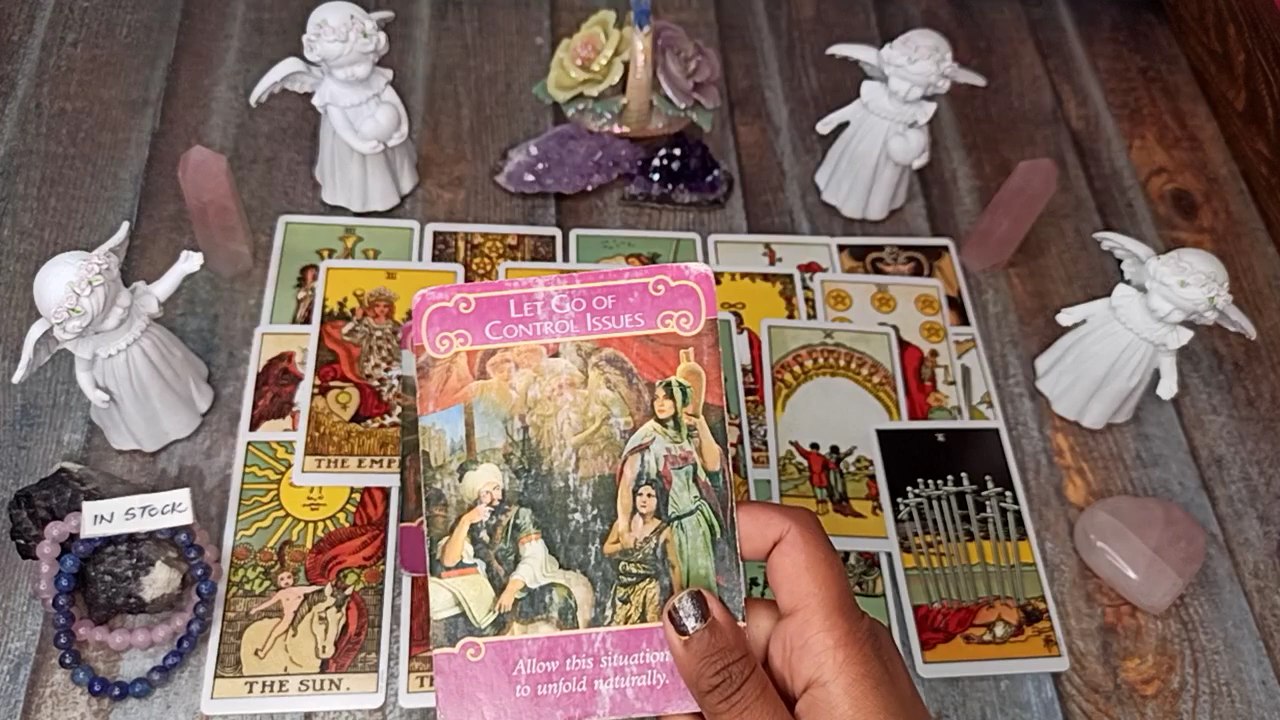 LET GO OF
CONTROL ISSUES
THE EMP
IN STOCK
Allow this situation
to unfold naturally.
THE SUN.